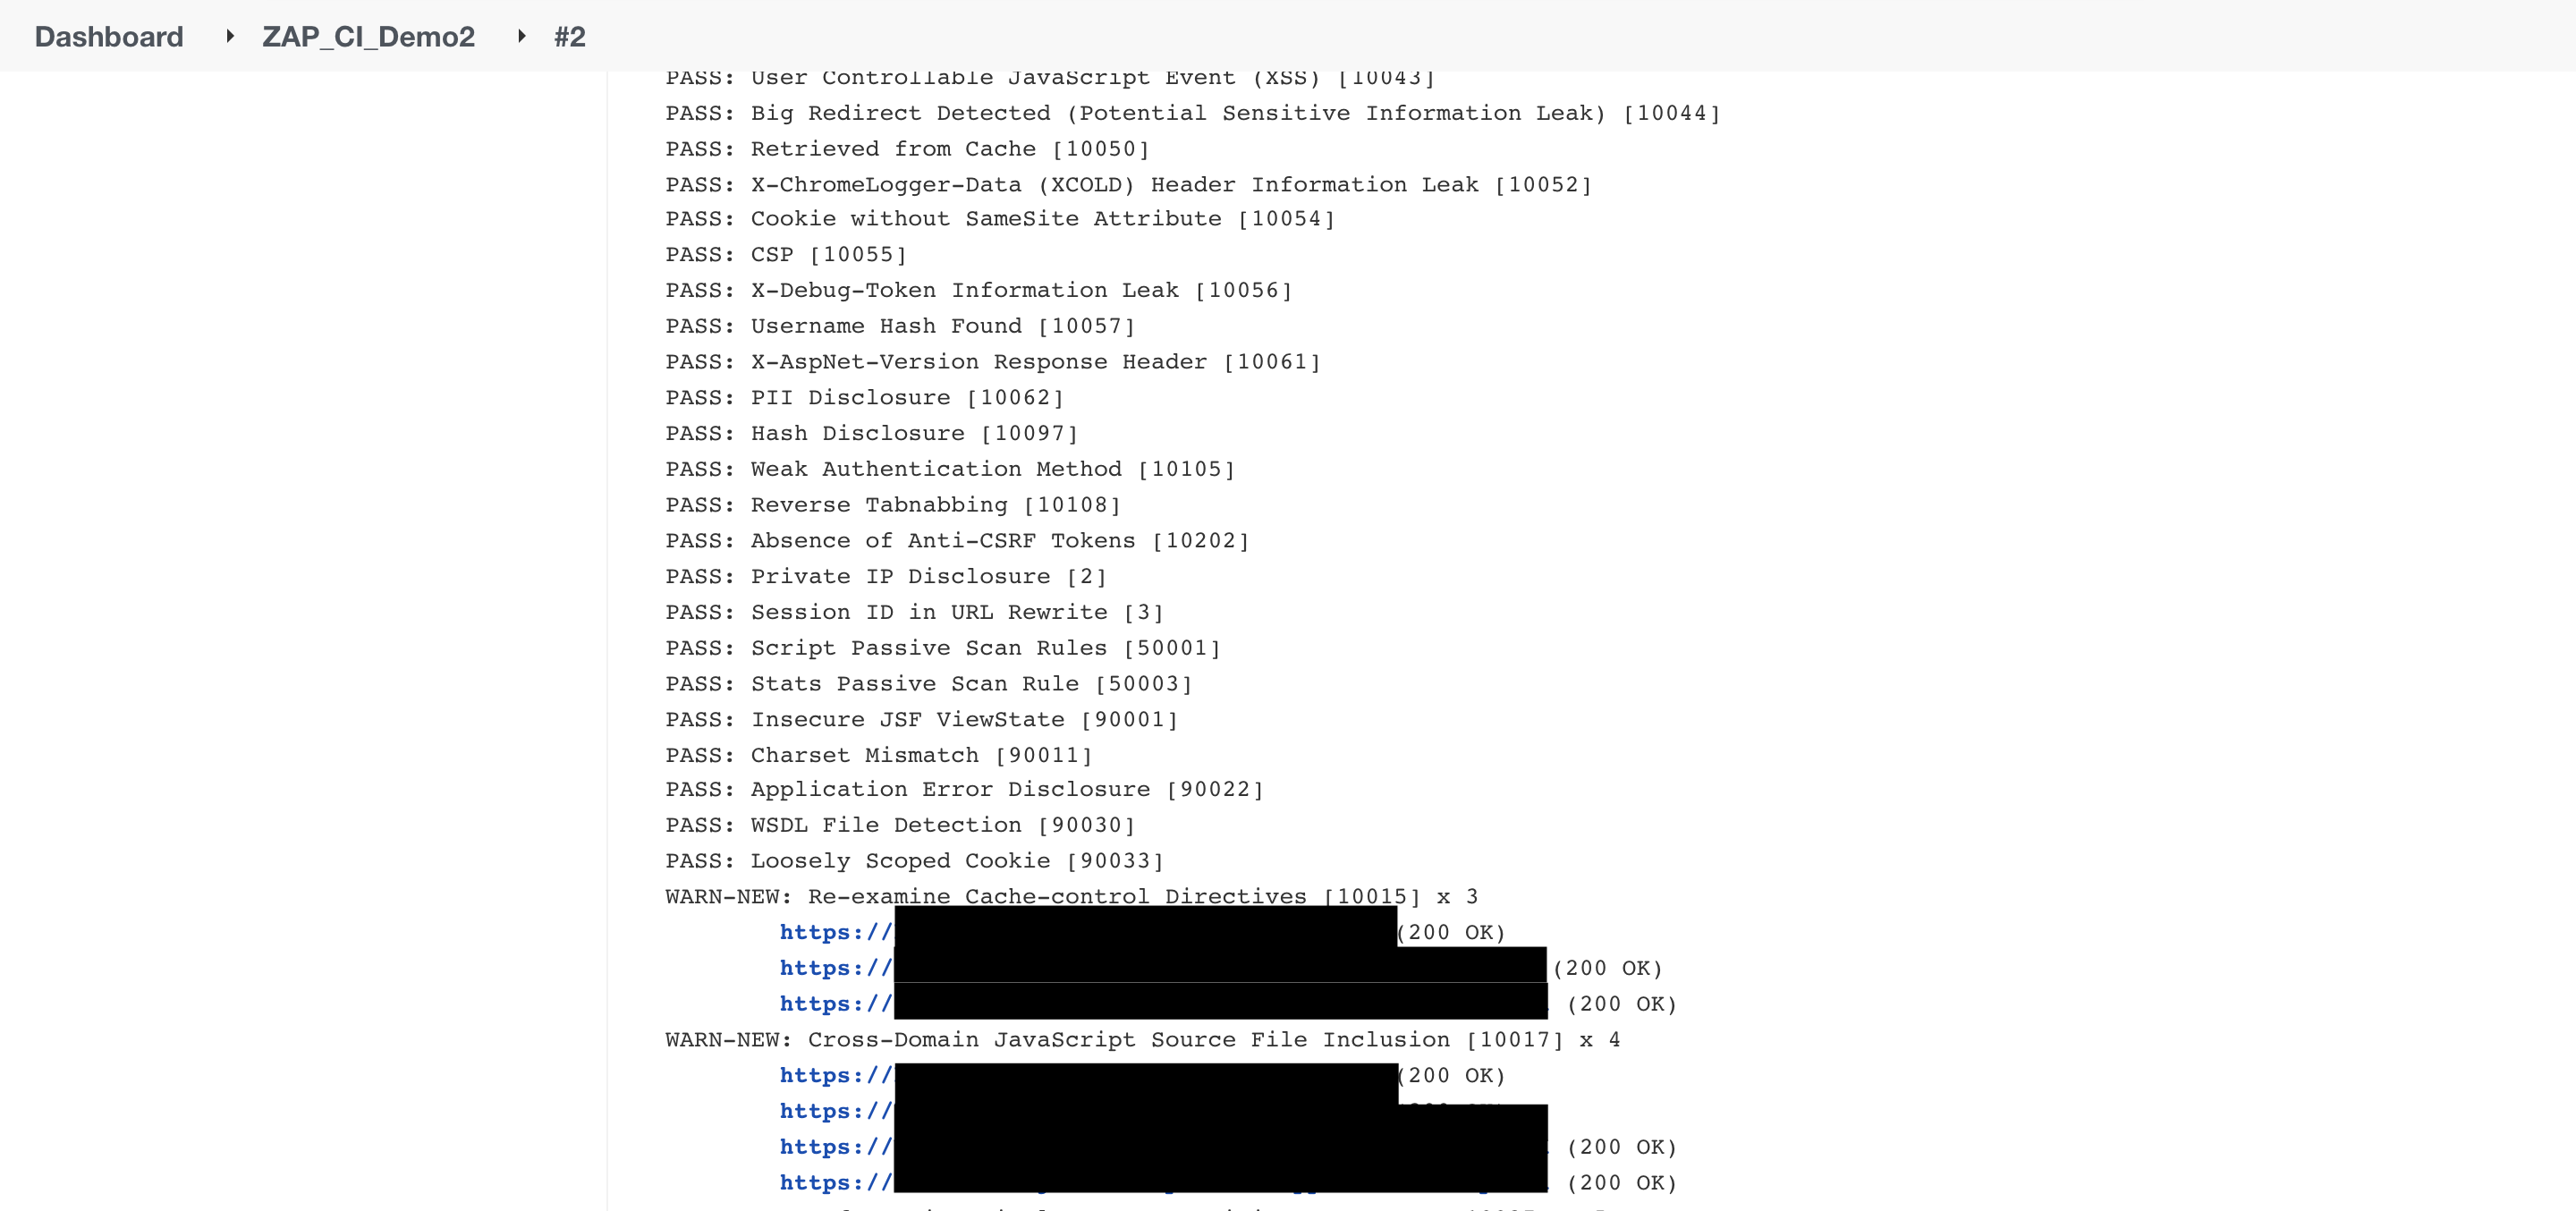 Dashboard ZAP_CI_Demo2 #2
PASS: User Controllable JavaScript Event (XSS) [10043]
PASS: Big Redirect Detected (Potential Sensitive Information Leak) [10044]
PASS: Retrieved from Cache [10050]
PASS: X-ChromeLogger-Data (XCOLD) Header Information Leak [10052]
PASS: Cookie without SameSite Attribute [10054]
PASS: CSP [10055]
PASS: X-Debug-Token Information Leak [10056]
PASS: Username Hash Found [10057]
PASS: X-AspNet-Version Response Header [10061]
PASS: PII Disclosure [10062]
PASS: Hash Disclosure [10097]
PASS: Weak Authentication Method [10105]
PASS: Reverse Tabnabbing [10108]
PASS: Absence of Anti-CSRF Tokens [10202]
PASS: Private IP Disclosure [2]
PASS: Session ID in URL Rewrite [3]
PASS: Script Passive Scan Rules [50001]
PASS: Stats Passive Scan Rule [50003]
PASS: Insecure JSF ViewState [90001]
PASS: Charset Mismatch [90011]
PASS: Application Error Disclosure [90022]
PASS: WSDL File Detection [90030]
PASS: Loosely Scoped Cookie [90033]
WARN-NEW: Re-examine Cache-control Directives [10015] x 3
https:// (200 OK)
https:// (200 OK)
https:// (200 OK)
WARN-NEW: Cross-Domain JavaScript Source File Inclusion [10017] x 4
https:// (200 OK)
https://
https:// (200 OK)
https:// (200 OK)